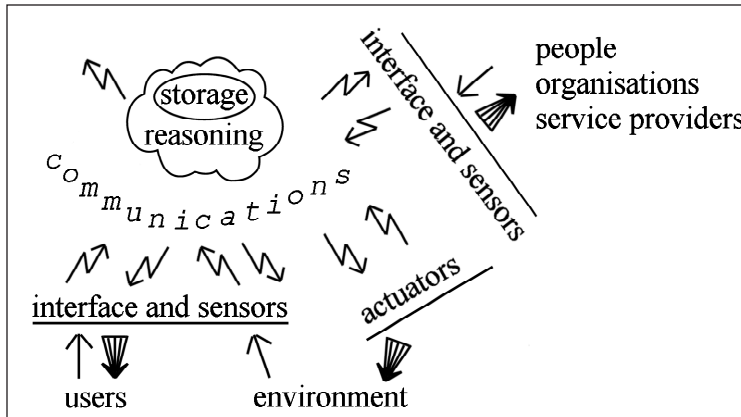 people
organisations
service providers
interface and sensors
storage
reasoning
communications
interface and sensors
actuators
users
environment